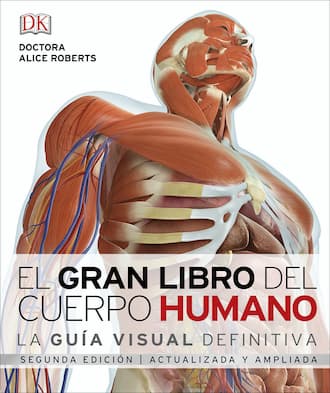 DK
DOCTORA
ALICE ROBERTS
EL GRAN LIBRO DEL
CUERPO HUMANO
LA GUÍA VISUAL DEFINITIVA
SEGUNDA EDICIÓN | ACTUALIZADA Y AMPLIADA